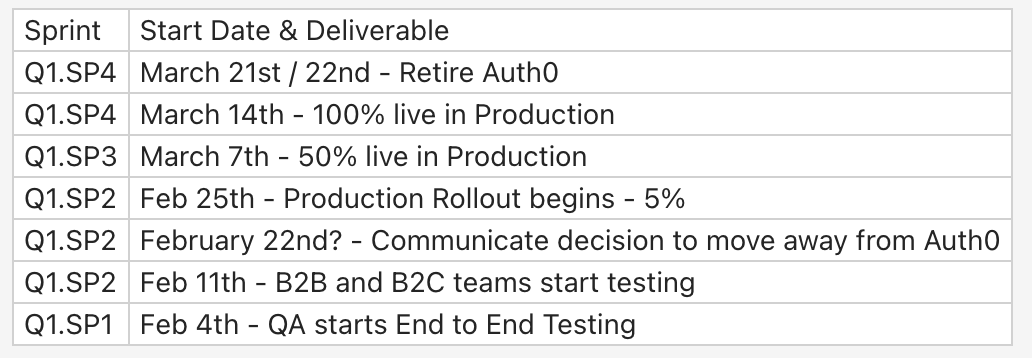 Sprint Start Date & Deliverable
Q1.SP4 March 21st / 22nd - Retire Auth0
Q1.SP4 March 14th - 100% live in Production
Q1.SP3 March 7th - 50% live in Production
Q1.SP2 Feb 25th - Production Rollout begins - 5%
Q1.SP2 February 22nd? - Communicate decision to move away from Auth0
Q1.SP2 Feb 11th - B2B and B2C teams start testing
Q1.SP1 Feb 4th - QA starts End to End Testing